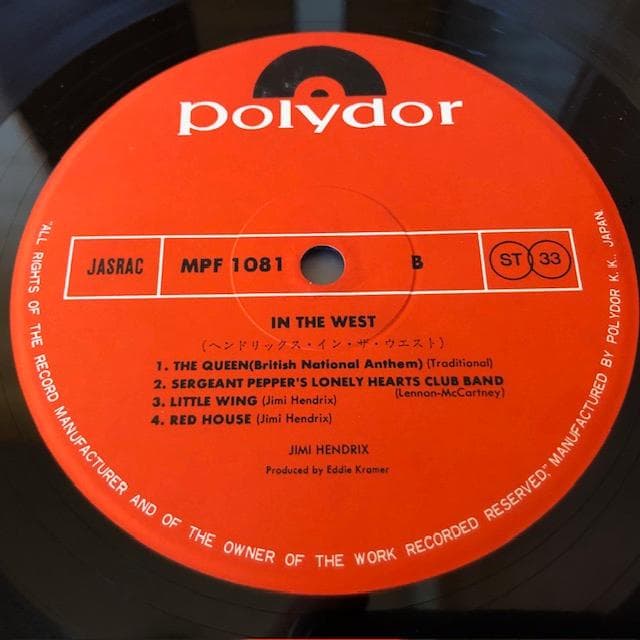 polydor
JASRAC MPF 1081 B ST 33
IN THE WEST
(ヘンドリックス・イン・ザ・ウエスト)
1. THE QUEEN(British National Anthem) (Traditional)
2. SERGEANT PEPPER'S LONELY HEARTS CLUB BAND
(Lennon-McCartney)
3. LITTLE WING (Jimi Hendrix)
4. RED HOUSE (Jimi Hendrix)
JIMI HENDRIX
Produced by Eddie Kramer
"ALL RIGHTS OF THE RECORD MANUFACTURER AND OF THE OWNER OF THE WORK RECORDED RESERVED," MANUFACTURED BY POLYDOR K.K., JAPAN.